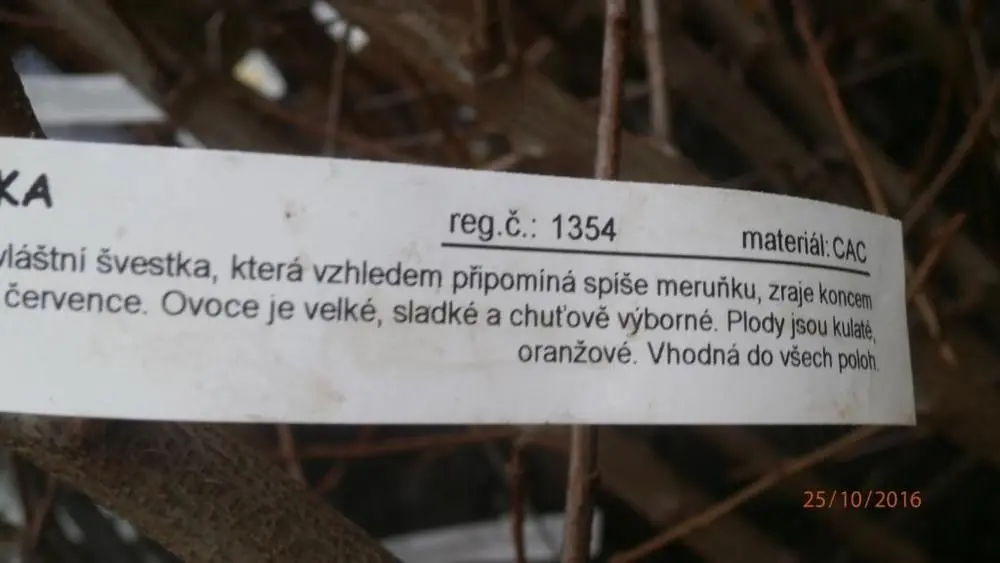 KA
reg.č.: 1354 materiál:CAC
vláštní švestka, která vzhledem připomíná spíše meruňku, zraje koncem
července. Ovoce je velké, sladké a chuťově výborné. Plody jsou kulaté,
oranžové. Vhodná do všech poloh.
25/10/2016